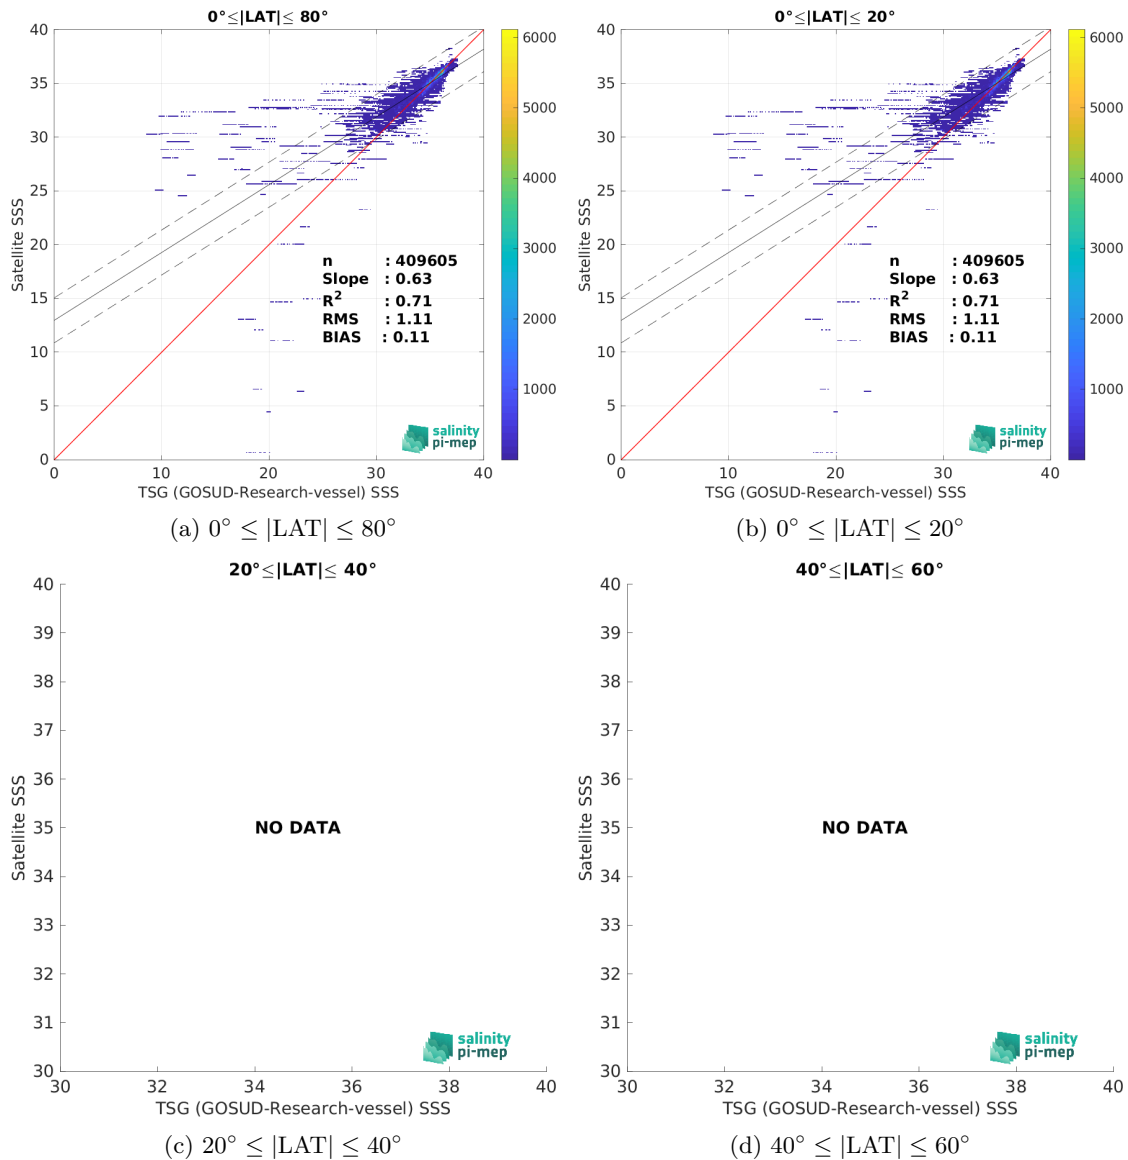 0°≤|LAT|≤ 80°
40
35
30
25
20
15
10
5
0
Satellite SSS
n : 409605
Slope : 0.63
R² : 0.71
RMS : 1.11
BIAS : 0.11
salinity
pi-mep
0 10 20 30 40
TSG (GOSUD-Research-vessel) SSS
6000
5000
4000
3000
2000
1000
(a) 0° ≤ |LAT| ≤ 80°
0°≤|LAT|≤ 20°
40
35
30
25
20
15
10
5
0
Satellite SSS
n : 409605
Slope : 0.63
R² : 0.71
RMS : 1.11
BIAS : 0.11
salinity
pi-mep
0 10 20 30 40
TSG (GOSUD-Research-vessel) SSS
6000
5000
4000
3000
2000
1000
(b) 0° ≤ |LAT| ≤ 20°
20°≤|LAT|≤ 40°
40
39
38
37
36
35
34
33
32
31
30
Satellite SSS
NO DATA
salinity
pi-mep
30 32 34 36 38 40
TSG (GOSUD-Research-vessel) SSS
(c) 20° ≤ |LAT| ≤ 40°
40°≤|LAT|≤ 60°
40
39
38
37
36
35
34
33
32
31
30
Satellite SSS
NO DATA
salinity
pi-mep
30 32 34 36 38 40
TSG (GOSUD-Research-vessel) SSS
(d) 40° ≤ |LAT| ≤ 60°